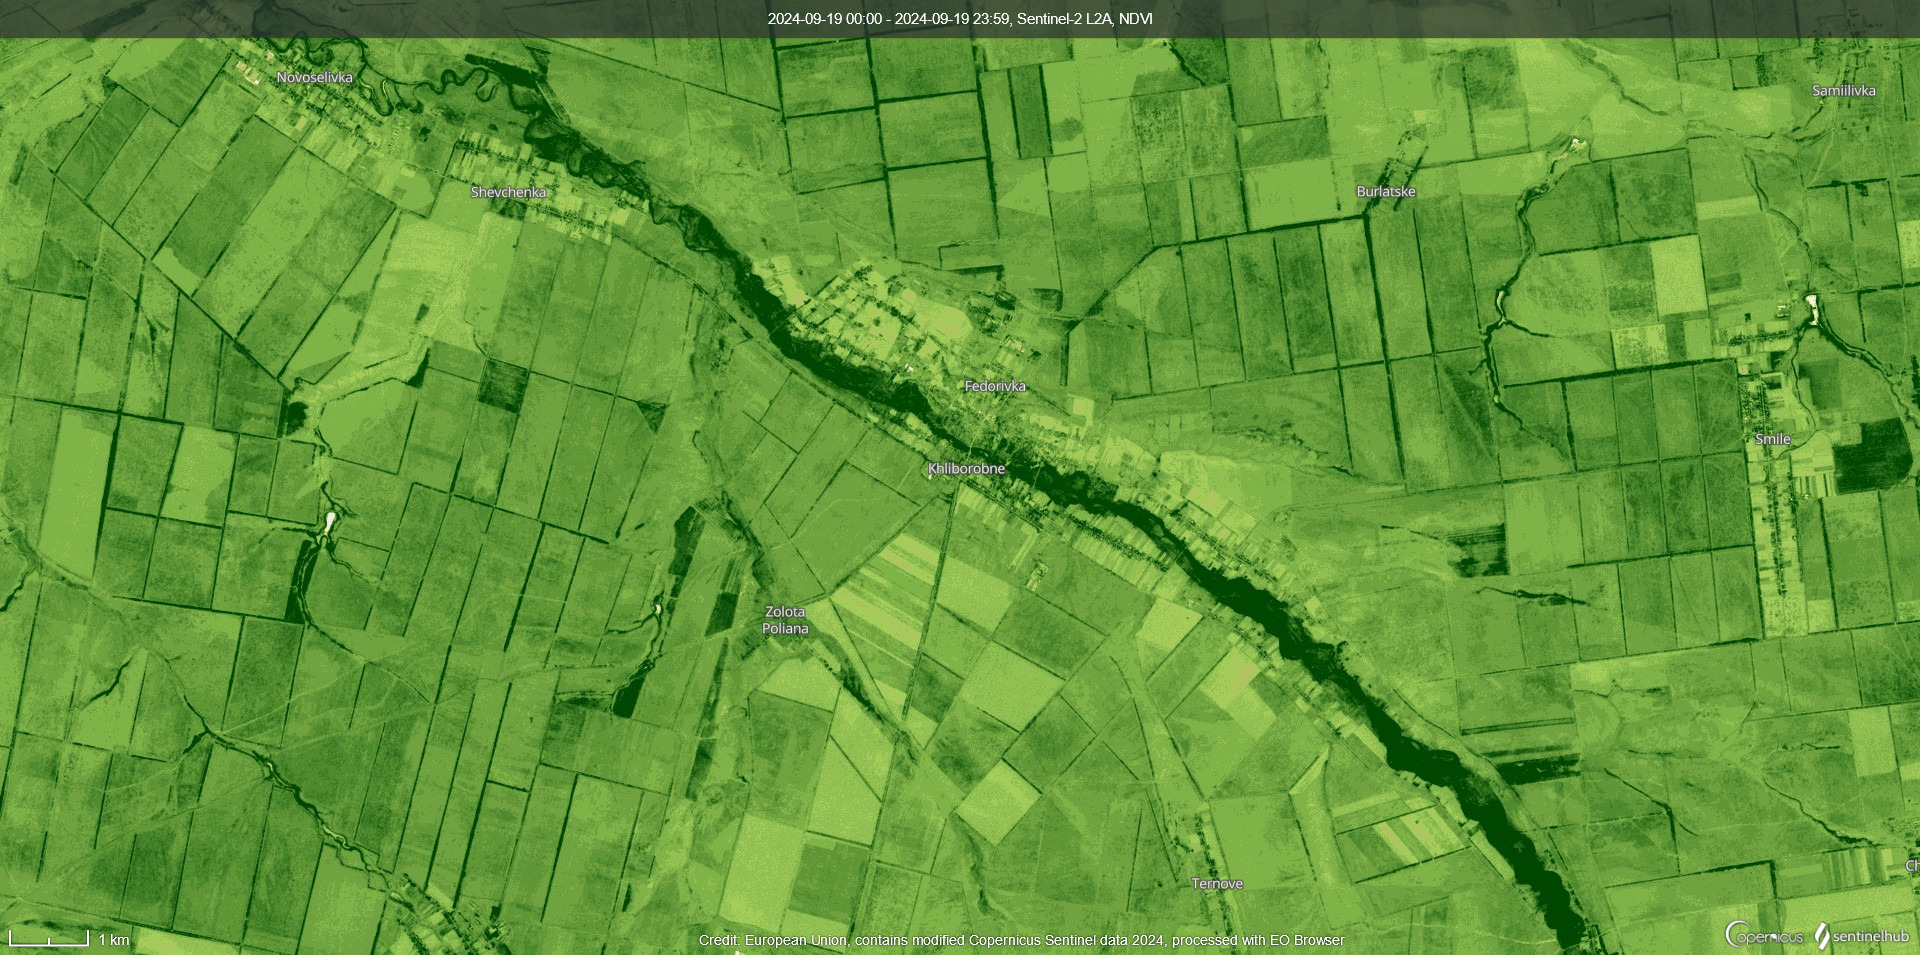 2024-09-19 00:00 - 2024-09-19 23:59, Sentinel-2 L2A, NDVI
Novoselivka
Samiilivka
Shevchenka
Burlatske
Fedorivka
Smile
Khliborobne
Zolota
Poliana
Ch
Ternove
1 km
Credit: European Union, contains modified Copernicus Sentinel data 2024, processed with EO Browser
Copernicus
sentinelhub